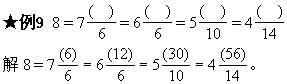 ★例9 8=7( )/6=6( )/6=5( )/10=4( )/14
解 8=7(6)/6=6(12)/6=5(30)/10=4(56)/14。